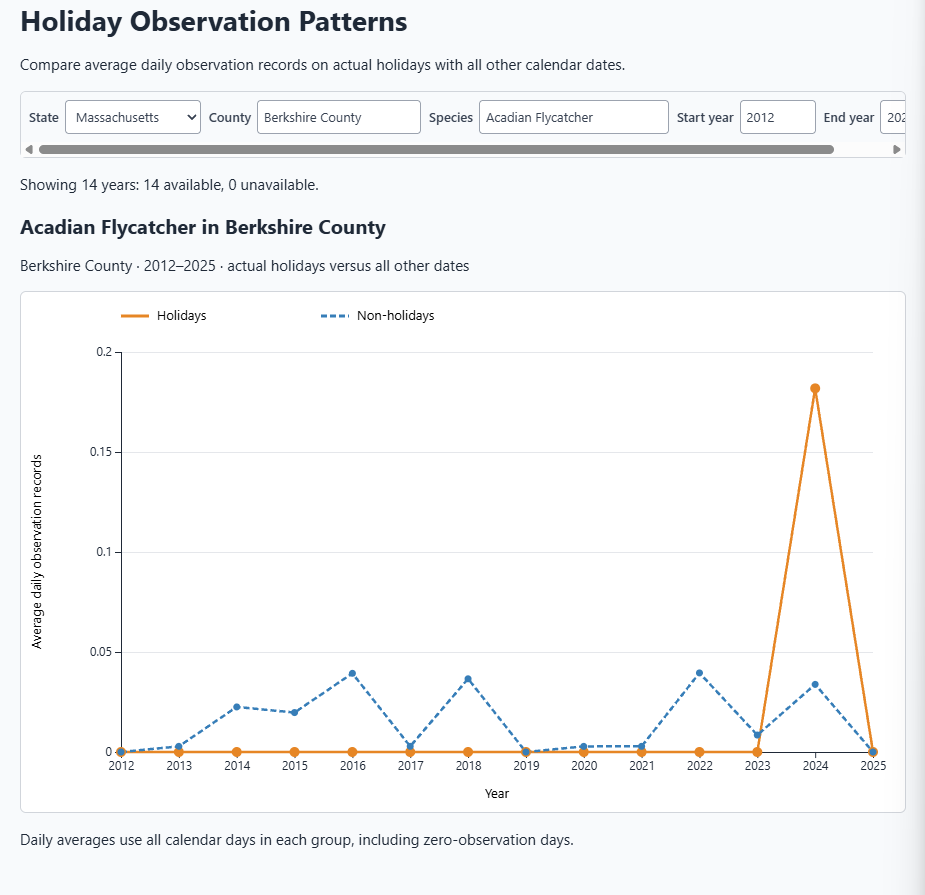 Holiday Observation Patterns
Compare average daily observation records on actual holidays with all other calendar dates.
State Massachusetts County Berkshire County Species Acadian Flycatcher Start year 2012 End year 202
Showing 14 years: 14 available, 0 unavailable.
Acadian Flycatcher in Berkshire County
Berkshire County · 2012–2025 · actual holidays versus all other dates
Holidays Non-holidays
0.2
0.15
0.1
0.05
0
Average daily observation records
2012 2013 2014 2015 2016 2017 2018 2019 2020 2021 2022 2023 2024 2025
Year
Daily averages use all calendar days in each group, including zero-observation days.